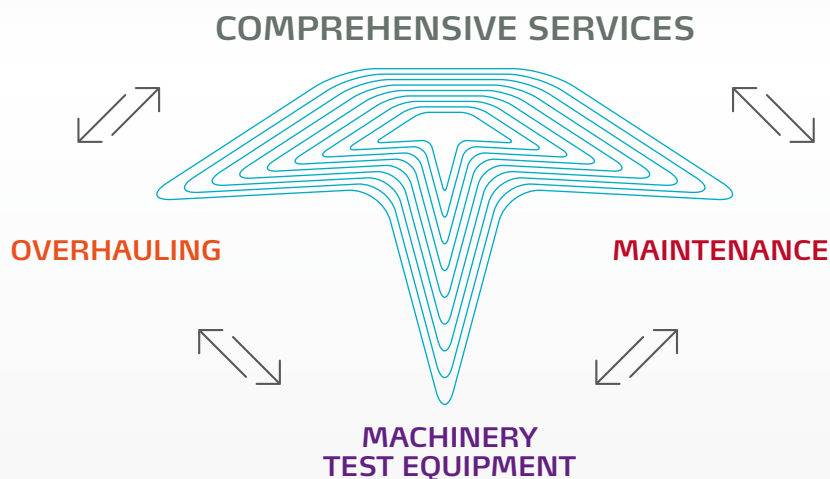 COMPREHENSIVE SERVICES
OVERHAULING
MAINTENANCE
MACHINERY
TEST EQUIPMENT